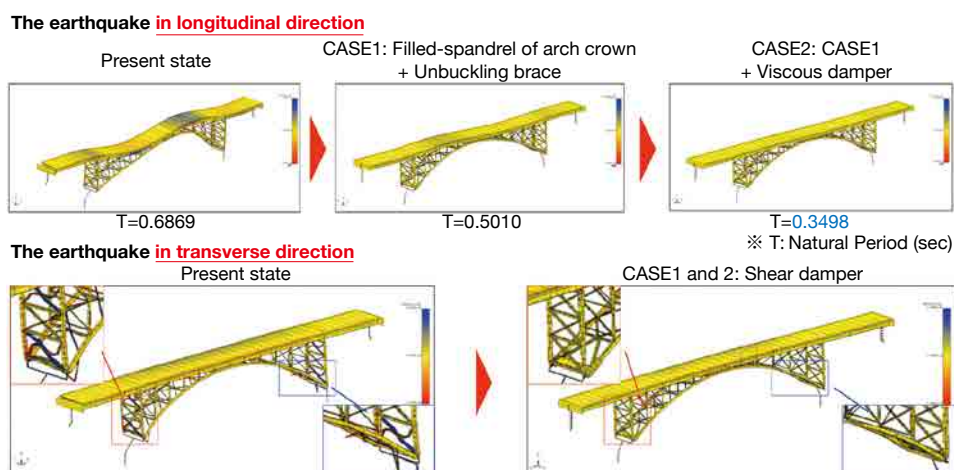 The earthquake in longitudinal direction
Present state
CASE1: Filled-spandrel of arch crown
+ Unbuckling brace
CASE2: CASE1
+ Viscous damper
T=0.6869
T=0.5010
T=0.3498
※ T: Natural Period (sec)
The earthquake in transverse direction
Present state
CASE1 and 2: Shear damper